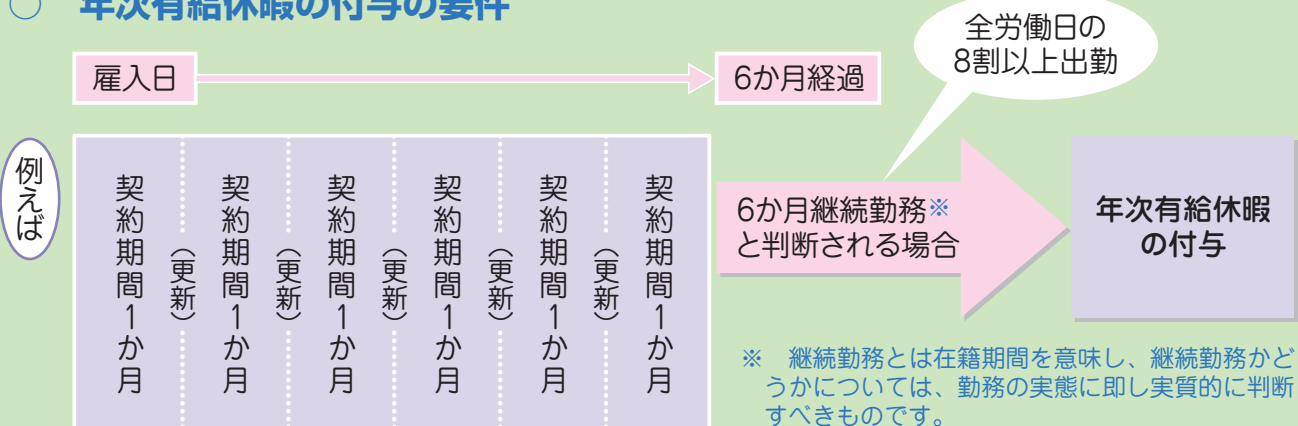 ○ 年次有給休暇の付与の要件
全労働日の
8割以上出勤
雇入日
6か月経過
例えば
契約期間1か月
（更新）
契約期間1か月
（更新）
契約期間1か月
（更新）
契約期間1か月
（更新）
契約期間1か月
（更新）
契約期間1か月
6か月継続勤務※
と判断される場合
年次有給休暇
の付与
※ 継続勤務とは在籍期間を意味し、継続勤務かど
うかについては、勤務の実態に即し実質的に判断
すべきものです。